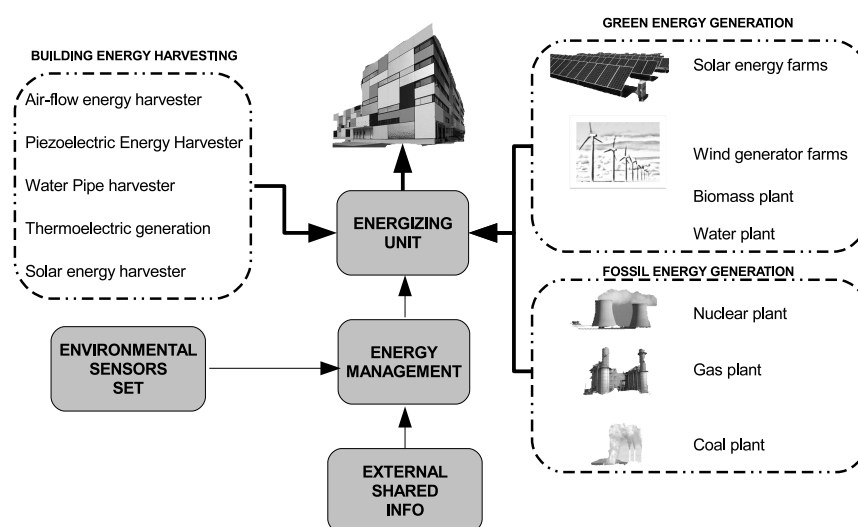 BUILDING ENERGY HARVESTING
Air-flow energy harvester
Piezoelectric Energy Harvester
Water Pipe harvester
Thermoelectric generation
Solar energy harvester
GREEN ENERGY GENERATION
Solar energy farms
Wind generator farms
Biomass plant
Water plant
ENERGIZING
UNIT
FOSSIL ENERGY GENERATION
Nuclear plant
Gas plant
Coal plant
ENVIRONMENTAL
SENSORS
SET
ENERGY
MANAGEMENT
EXTERNAL
SHARED
INFO